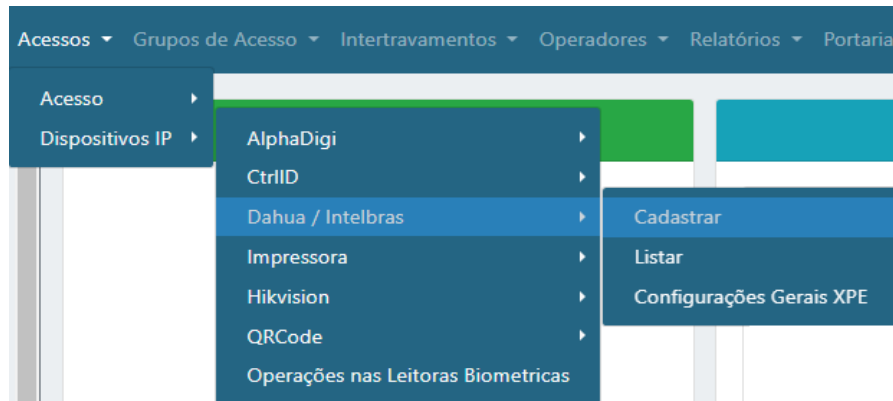 Acessos Grupos de Acesso Intertravamentos Operadores Relatórios Portaria
Acesso
Dispositivos IP
AlphaDigi
CtrlID
Dahua / Intelbras
Impressora
Hikvision
QRCode
Operações nas Leitoras Biometricas
Cadastrar
Listar
Configurações Gerais XPE